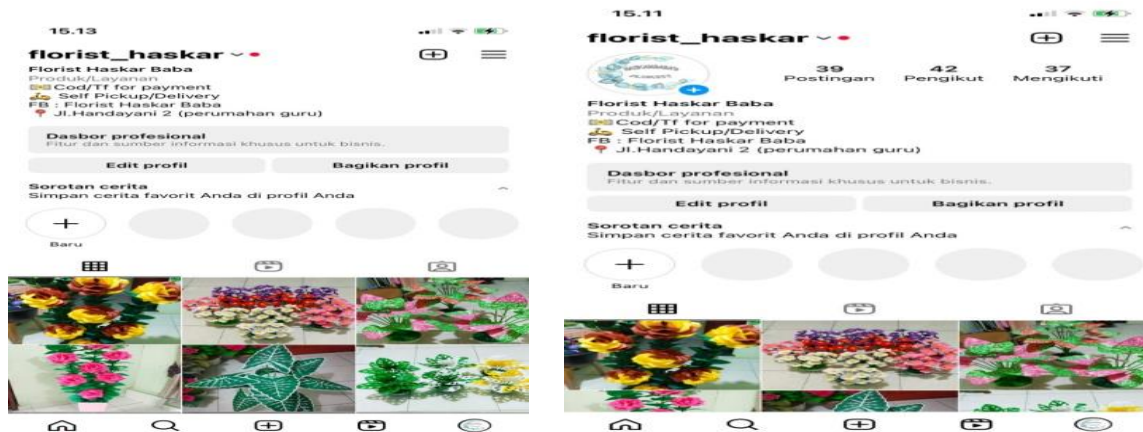 15.13
florist_haskar
Florist Haskar Baba
Produk/Layanan
Cod/Tf for payment
Self Pickup/Delivery
FB : Florist Haskar Baba
Jl.Handayani 2 (perumahan guru)
Dasbor profesional
Fitur dan sumber informasi khusus untuk bisnis.
Edit profil
Bagikan profil
Sorotan cerita
Simpan cerita favorit Anda di profil Anda
Baru
15.11
florist_haskar
39
Postingan
42
Pengikut
37
Mengikuti
Florist Haskar Baba
Produk/Layanan
Cod/Tf for payment
Self Pickup/Delivery
FB : Florist Haskar Baba
Jl.Handayani 2 (perumahan guru)
Dasbor profesional
Fitur dan sumber informasi khusus untuk bisnis.
Edit profil
Bagikan profil
Sorotan cerita
Simpan cerita favorit Anda di profil Anda
Baru